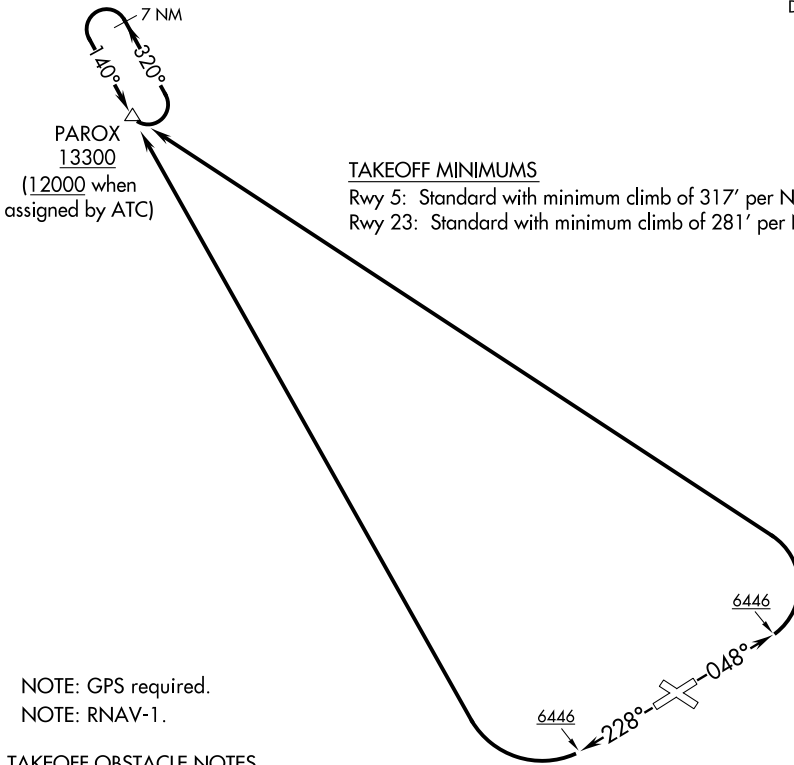 7 NM
140°
320°
PAROX
13300
(12000 when
assigned by ATC)
TAKEOFF MINIMUMS
Rwy 5: Standard with minimum climb of 317' per N
Rwy 23: Standard with minimum climb of 281' per
6446
048°
NOTE: GPS required.
NOTE: RNAV-1.
6446
228°
TAKEOFF OBSTACLE NOTES